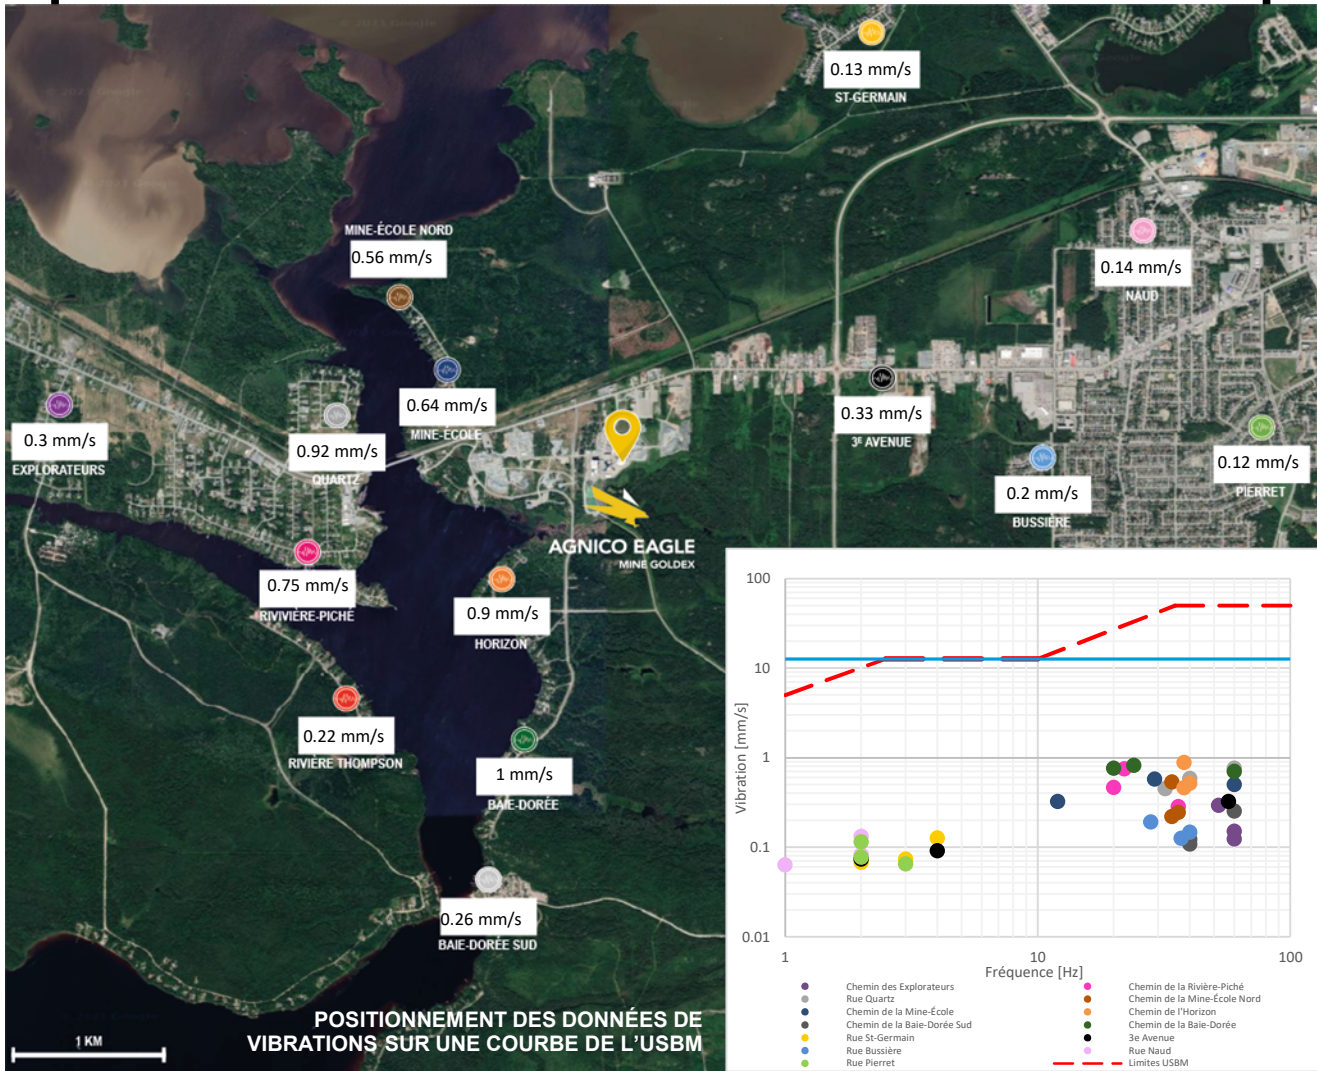 0.13 mm/s
ST-GERMAIN
MINE-ÉCOLE NORD
0.56 mm/s
0.14 mm/s
NAUD
0.64 mm/s
MINE-ÉCOLE
0.3 mm/s
EXPLORATEURS
0.92 mm/s
QUARTZ
0.33 mm/s
3E AVENUE
0.12 mm/s
PIERRET
0.2 mm/s
BUSSIÈRE
AGNICO EAGLE
MINE GOLDEX
0.75 mm/s
RIVIVIÈRE-PICHÉ
0.9 mm/s
HORIZON
0.22 mm/s
RIVIÈRE THOMPSON
1 mm/s
BAIE-DORÉE
0.26 mm/s
BAIE-DORÉE SUD
POSITIONNEMENT DES DONNÉES DE
VIBRATIONS SUR UNE COURBE DE L'USBM
1 KM
100
10
1
0.1
0.01
Vibration [mm/s]
1
10
100
Fréquence [Hz]
Chemin des Explorateurs
Chemin de la Rivière-Piché
Rue Quartz
Chemin de la Mine-École Nord
Chemin de la Mine-École
Chemin de l'Horizon
Chemin de la Baie-Dorée Sud
Chemin de la Baie-Dorée
Rue St-Germain
3e Avenue
Rue Bussière
Rue Naud
Rue Pierret
Limites USBM